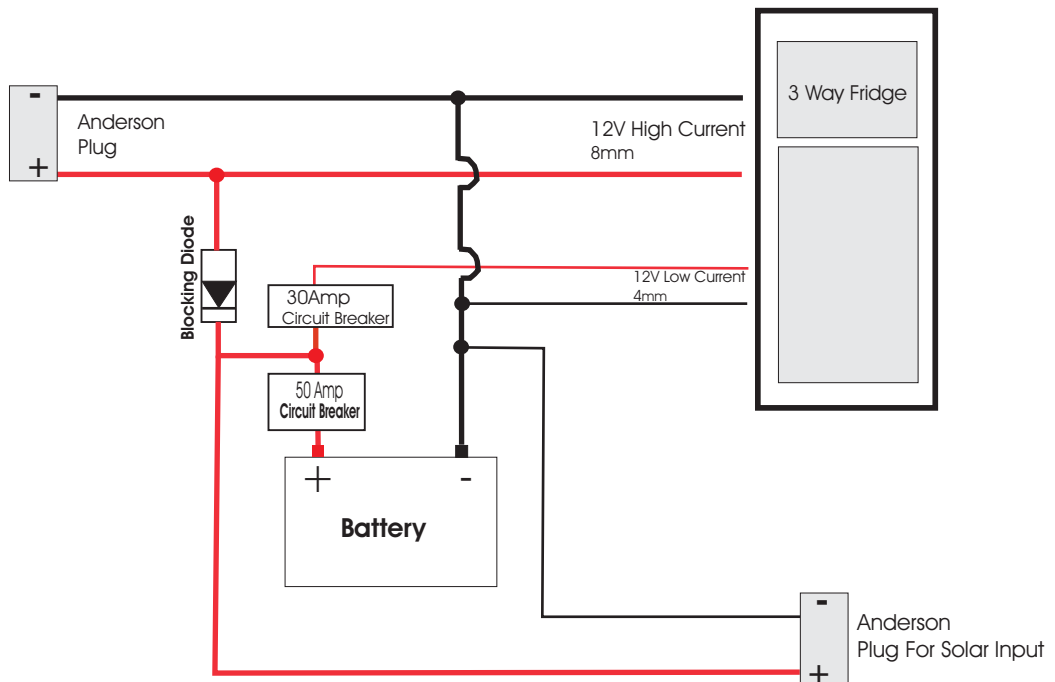 -
Anderson
Plug
+
12V High Current
8mm
3 Way Fridge
Blocking Diode
12V Low Current
4mm
30Amp
Circuit Breaker
50 Amp
Circuit Breaker
+ -
Battery
-
Anderson
Plug For Solar Input
+